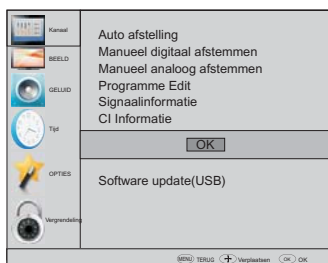 Kanaal
BEELD
GELUID
Tijd
OPTIES
Vergrendeling
Auto afstelling
Manueel digitaal afstemmen
Manueel analoog afstemmen
Programme Edit
Signaalinformatie
CI Informatie
OK
Software update(USB)
MENU TERUG Verplaatsen OK OK